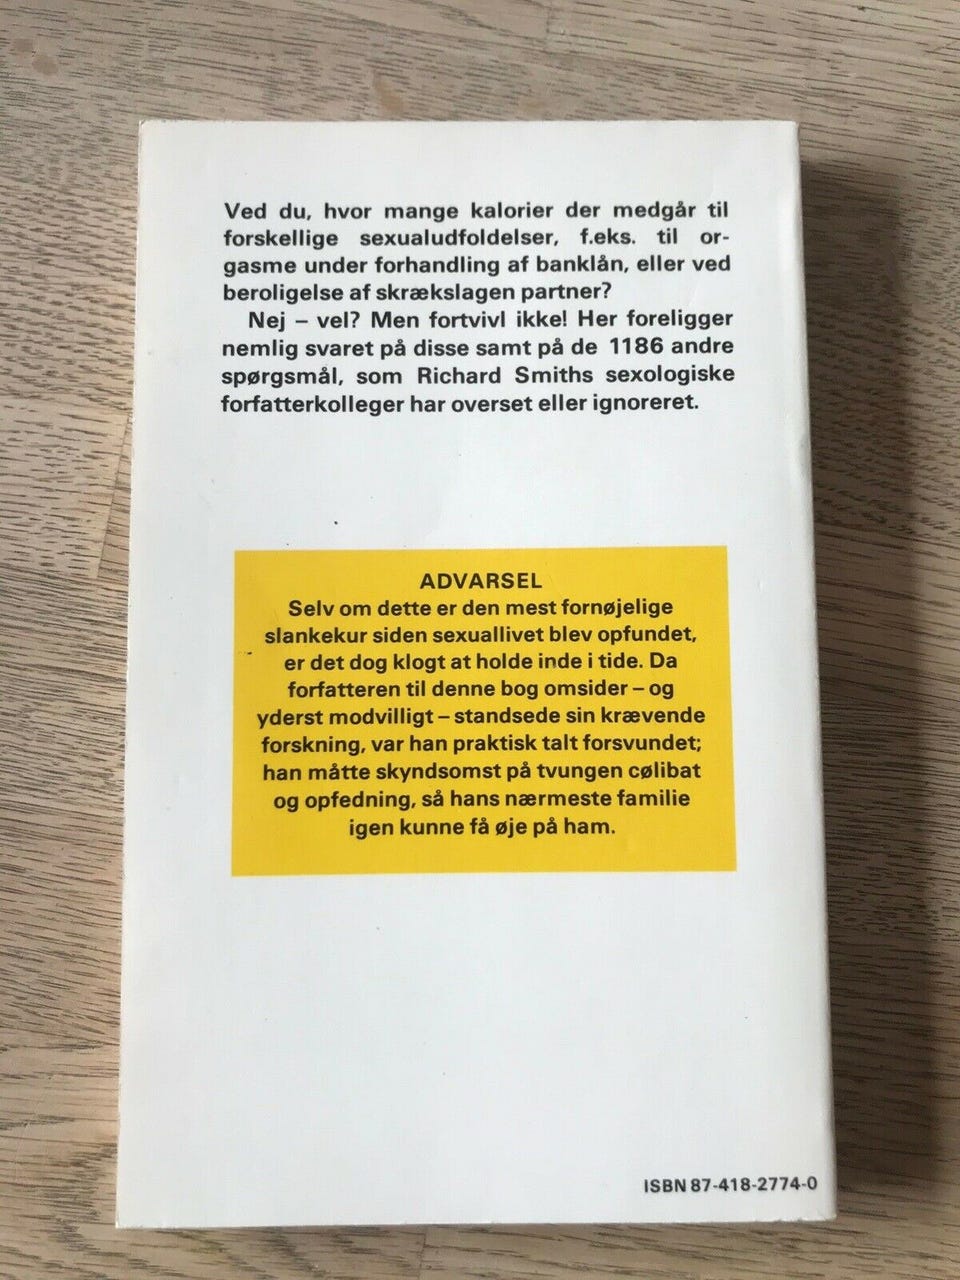 Ved du, hvor mange kalorier der medgår til
forskellige sexualudfoldelser, f.eks. til or-
gasme under forhandling af banklån, eller ved
beroligelse af skrækslagen partner?
Nej – vel? Men fortvivl ikke! Her foreligger
nemlig svaret på disse samt på de 1186 andre
spørgsmål, som Richard Smiths sexologiske
forfatterkolleger har overset eller ignoreret.
ADVARSEL
Selv om dette er den mest fornøjelige
slankekur siden sexuallivet blev opfundet,
er det dog klogt at holde inde i tide. Da
forfatteren til denne bog omsider – og
yderst modvilligt – standsede sin krævende
forskning, var han praktisk talt forsvundet;
han måtte skyndsomst på tvungen cølibat
og opfedning, så hans nærmeste familie
igen kunne få øje på ham.
ISBN 87-418-2774-0